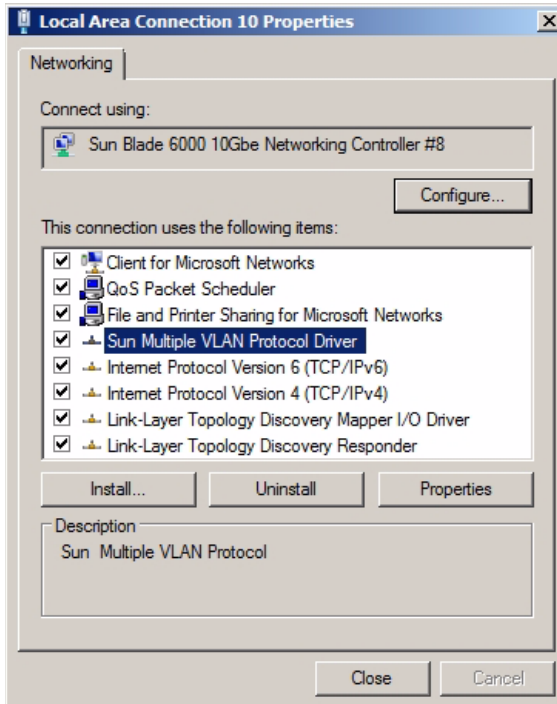 Local Area Connection 10 Properties
Networking
Connect using:
Sun Blade 6000 10Gbe Networking Controller #8
Configure...
This connection uses the following items:
Client for Microsoft Networks
QoS Packet Scheduler
File and Printer Sharing for Microsoft Networks
Sun Multiple VLAN Protocol Driver
Internet Protocol Version 6 (TCP/IPv6)
Internet Protocol Version 4 (TCP/IPv4)
Link-Layer Topology Discovery Mapper I/O Driver
Link-Layer Topology Discovery Responder
Install... Uninstall Properties
Description
Sun Multiple VLAN Protocol
Close Cancel